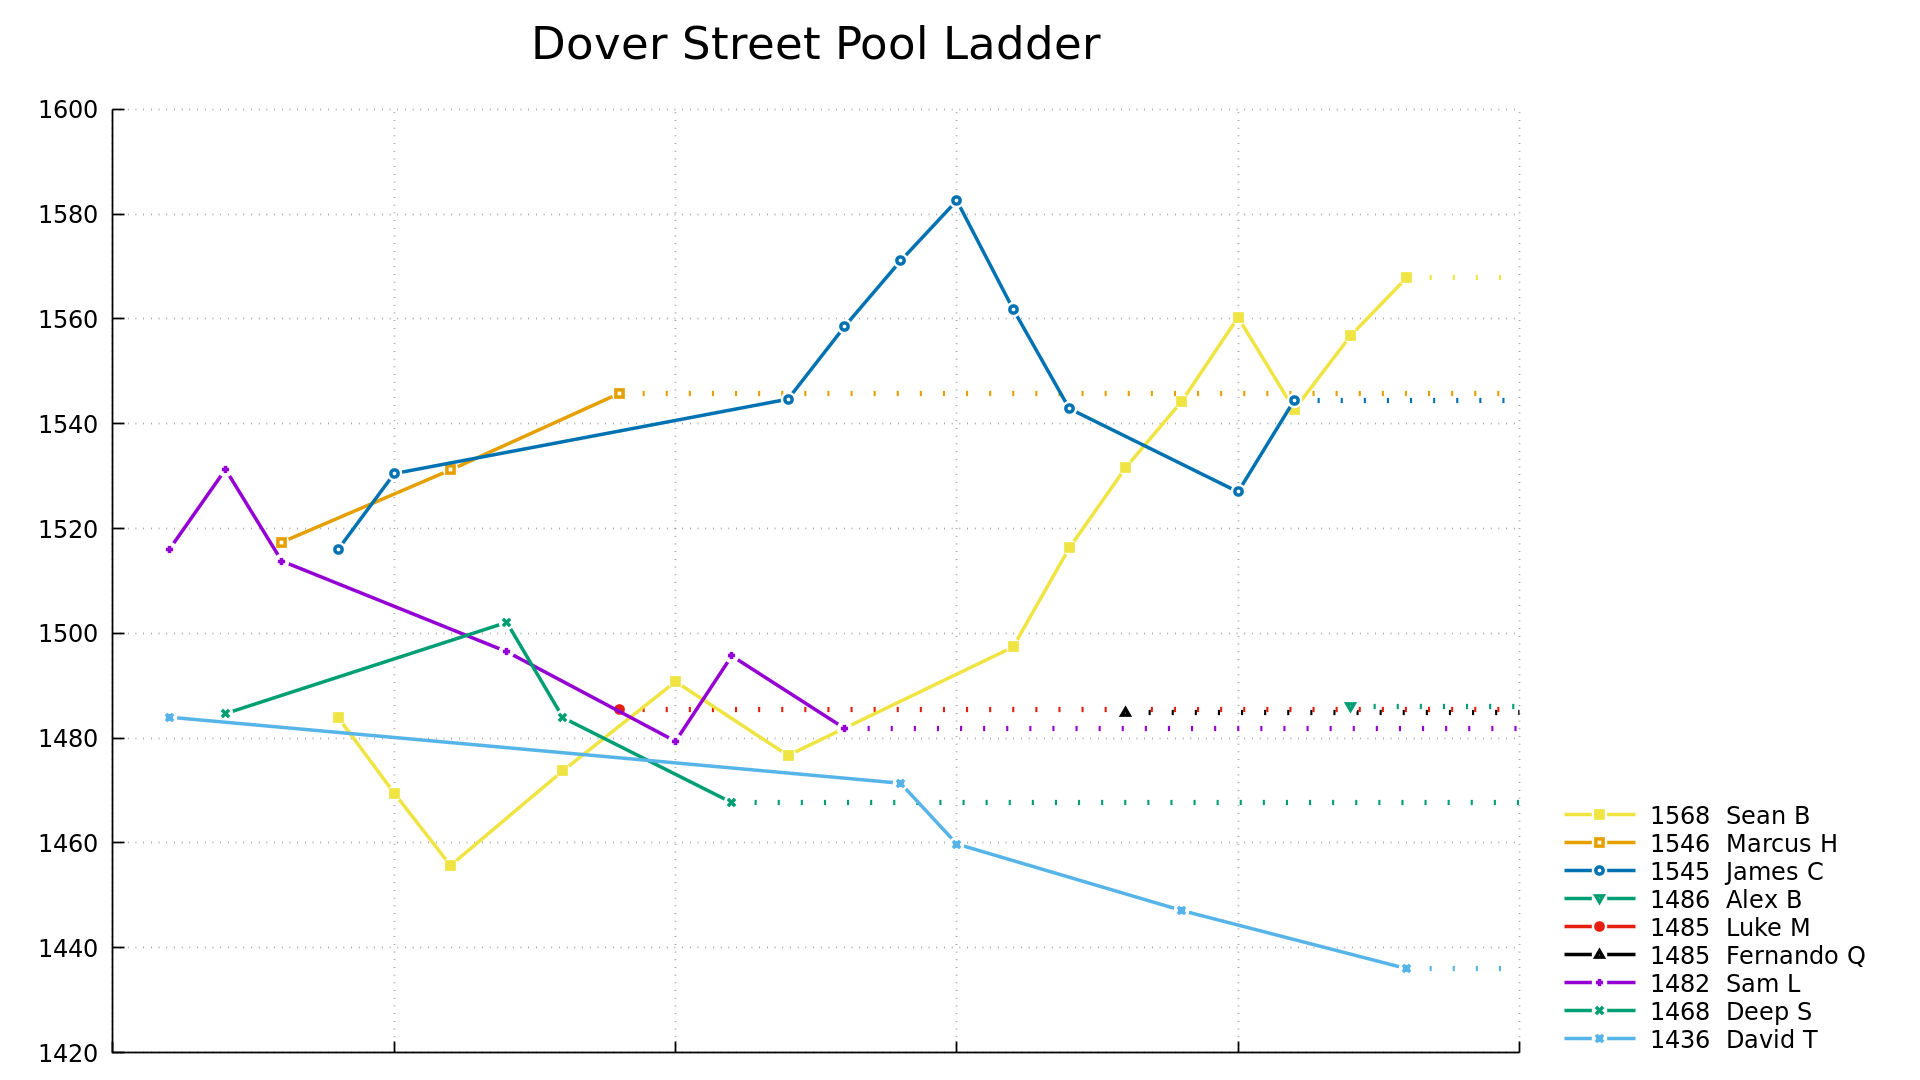 Dover Street Pool Ladder
1600
1580
1560
1540
1520
1500
1480
1460
1440
1420
1568 Sean B
1546 Marcus H
1545 James C
1486 Alex B
1485 Luke M
1485 Fernando Q
1482 Sam L
1468 Deep S
1436 David T